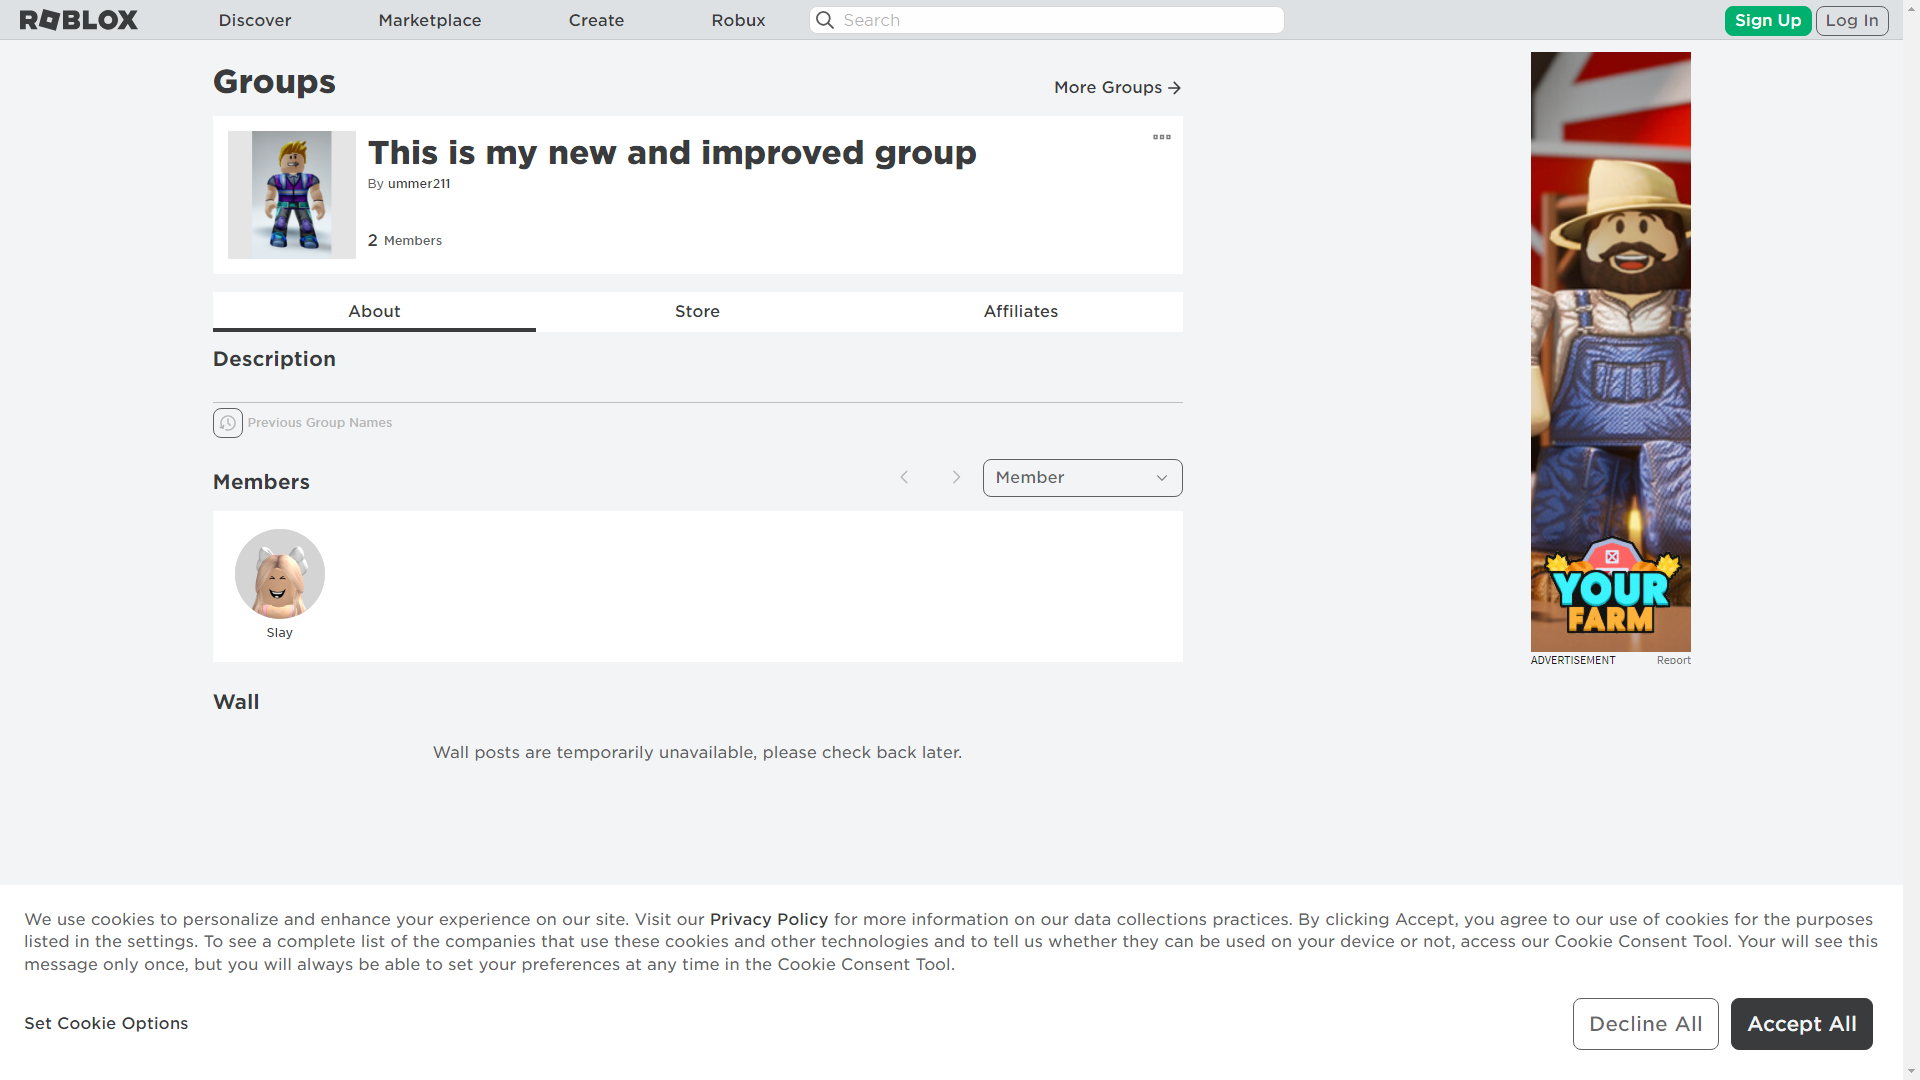 ROBLOX Discover Marketplace Create Robux Search Sign Up Log In
Groups
More Groups
This is my new and improved group
By ummer211
2 Members
About Store Affiliates
Description
Previous Group Names
Members
Member
Slay
Wall
Wall posts are temporarily unavailable, please check back later.
YOUR
FARM
ADVERTISEMENT Report
We use cookies to personalize and enhance your experience on our site. Visit our Privacy Policy for more information on our data collections practices. By clicking Accept, you agree to our use of cookies for the purposes
listed in the settings. To see a complete list of the companies that use these cookies and other technologies and to tell us whether they can be used on your device or not, access our Cookie Consent Tool. Your will see this
message only once, but you will always be able to set your preferences at any time in the Cookie Consent Tool.
Set Cookie Options
Decline All
Accept All